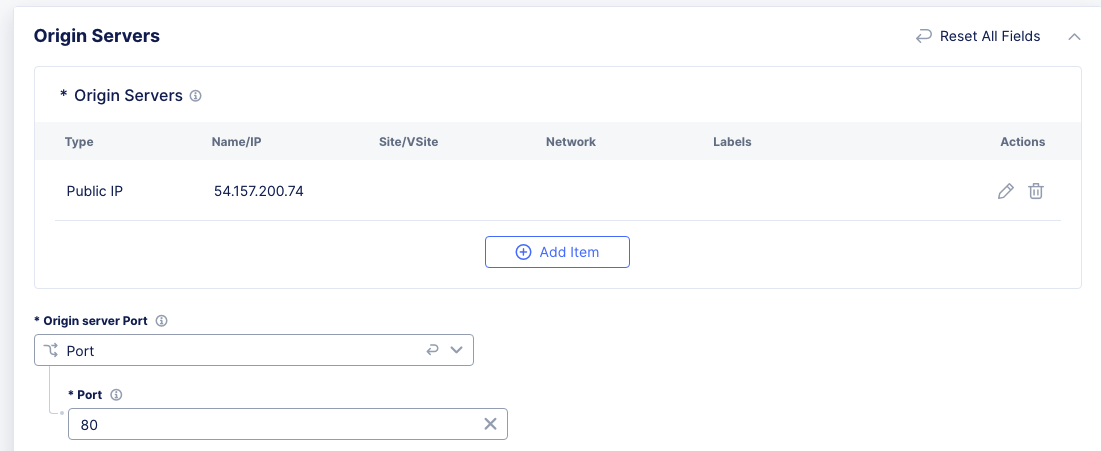 Origin Servers
Reset All Fields
* Origin Servers
Type Name/IP Site/VSite Network Labels Actions
Public IP 54.157.200.74
Add Item
* Origin server Port
Port
* Port
80